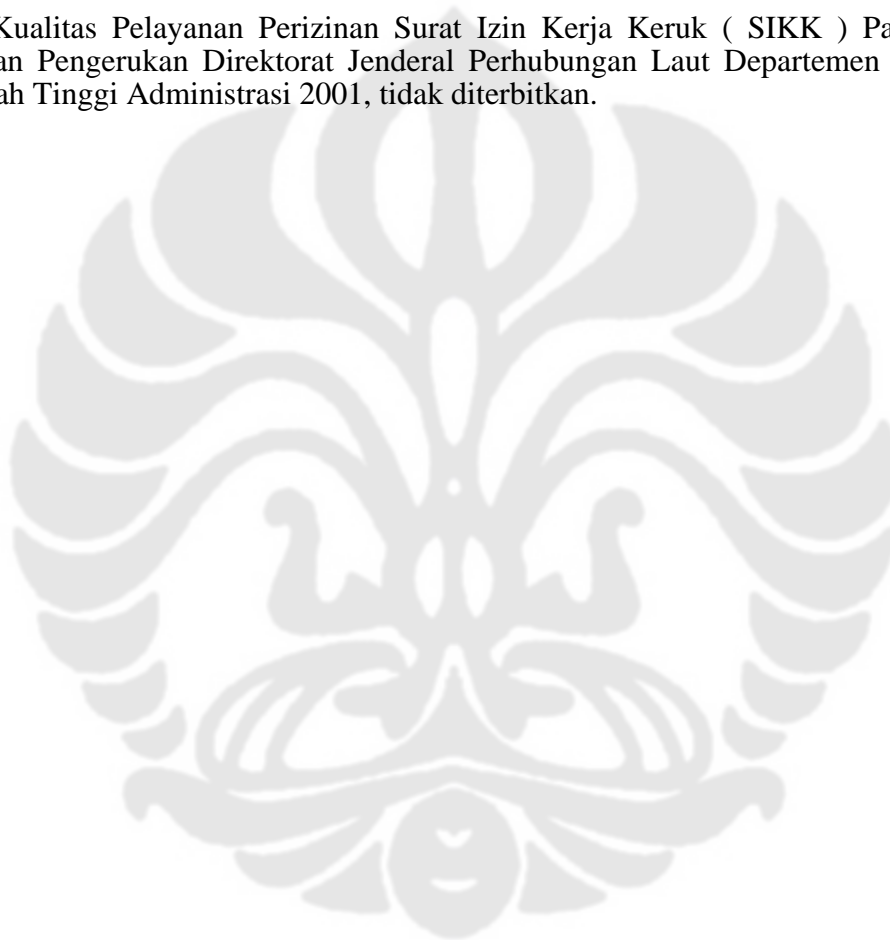 Kualitas Pelayanan Perizinan Surat Izin Kerja Keruk ( SIKK ) Pa
an Pengerukan Direktorat Jenderal Perhubungan Laut Departemen
ah Tinggi Administrasi 2001, tidak diterbitkan.